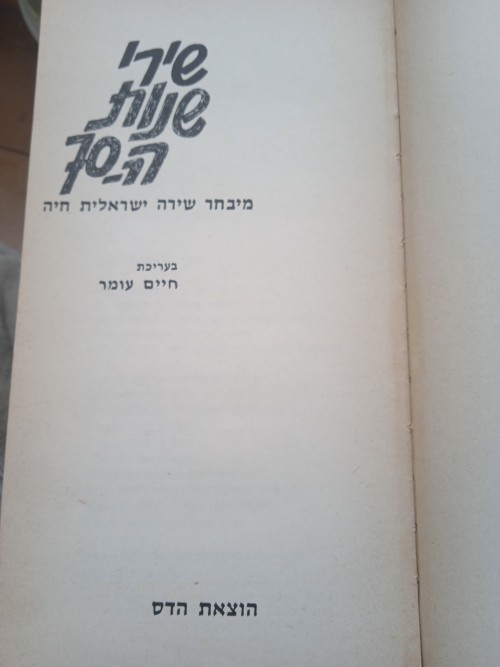 שירי
שנות
ה-סך
מיבחר שירה ישראלית חיה
בעריכת
חיים עומר
הוצאת הדס